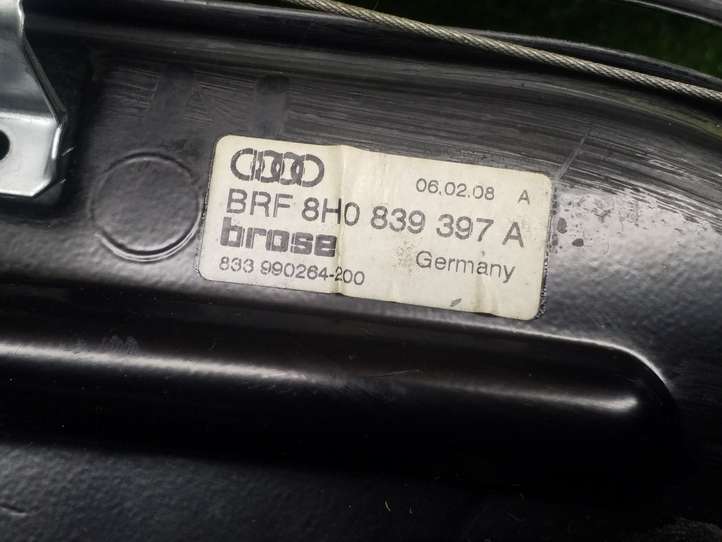 06.02.08 A
BRF 8H0 839 397 A
brose
Germany
833 990264-200